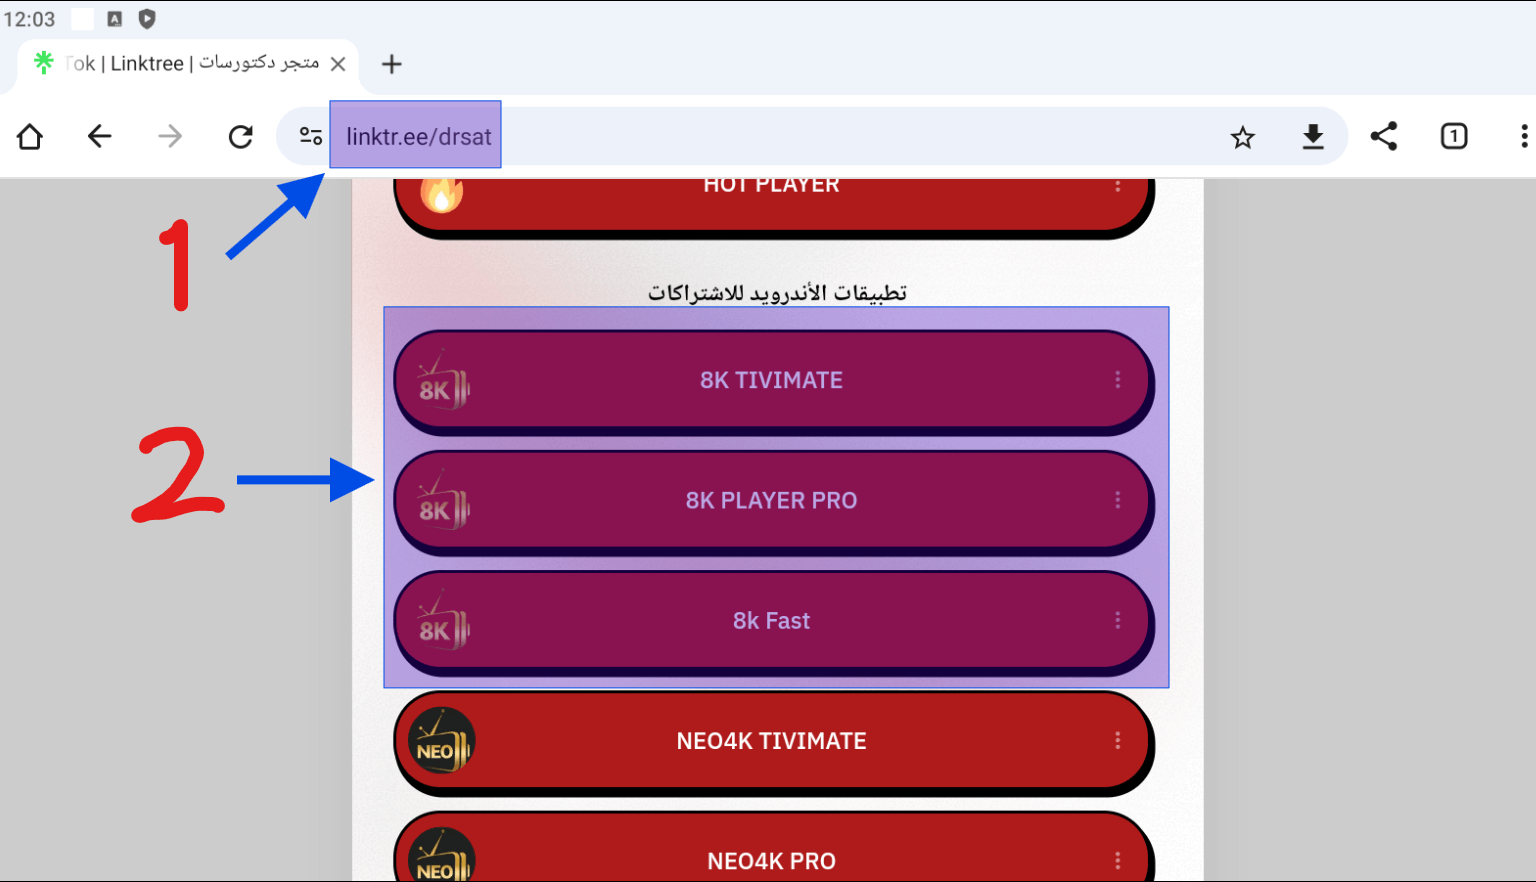 12:03
Tok | Linktree | متجر دكتورسات
linktr.ee/drsat
1
HOT PLAYER
1
تطبيقات الأندرويد للاشتراكات
8K
8K TIVIMATE
2
8K
8K PLAYER PRO
8K
8k Fast
NEO
NEO4K TIVIMATE
NEO
NEO4K PRO